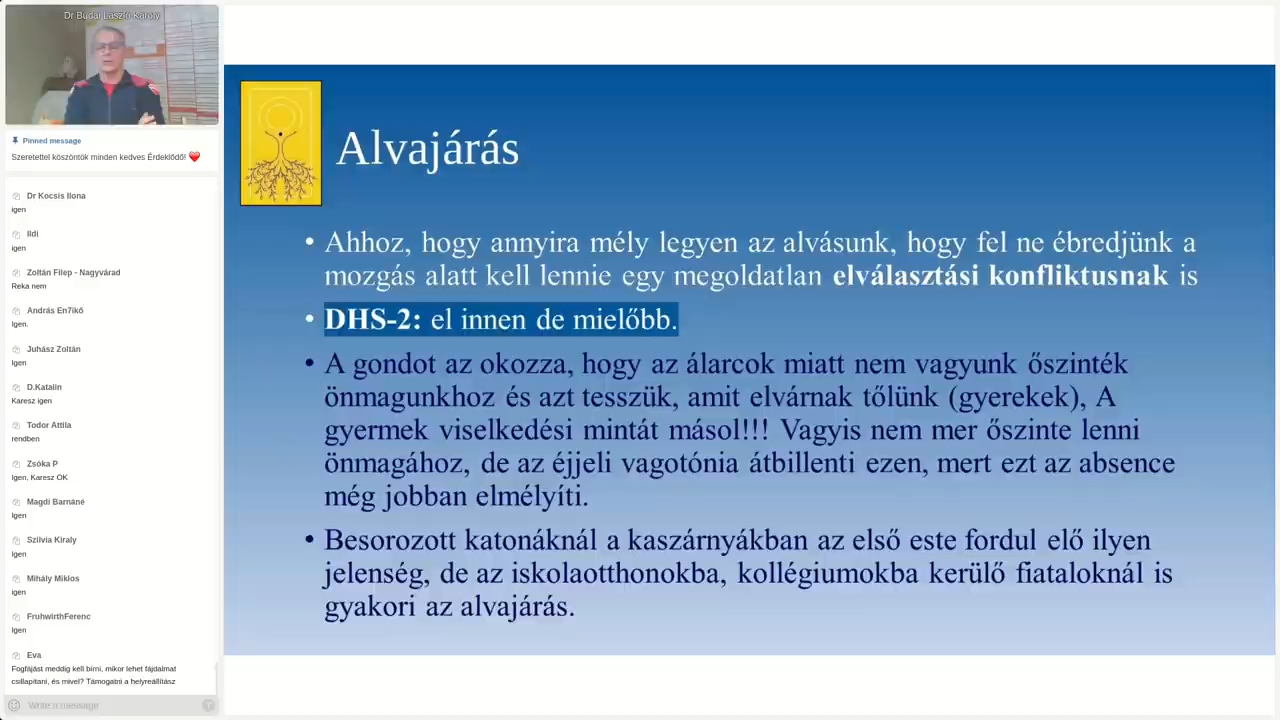 Dr Budai László Károly
Pinned message
Szeretettel köszöntök minden kedves Érdeklődő! ❤️
Dr Kocsis Ilona
igen
Ildi
igen
Zoltán Filep - Nagyvárad
Reka nem
András En7ikő
Igen.
Juhász Zoltán
Igen
D.Katalin
Karesz igen
Todor Attila
rendben
Zsóka P
Igen, Karesz OK
Magdi Barnáné
Igen
Szilvia Kiraly
Igen
Mihály Miklos
igen
FruhwirthFerenc
Igen
Eva
Fogfájást meddig kell bírni, mikor lehet fájdalmat
csillapítani, és mivel? Támogatni a helyreállítász
Write a message
Alvajárás
• Ahhoz, hogy annyira mély legyen az alvásunk, hogy fel ne ébredjünk a
mozgás alatt kell lennie egy megoldatlan elválasztási konfliktusnak is
• DHS-2: el innen de mielőbb.
• A gondot az okozza, hogy az álarcok miatt nem vagyunk őszinték
önmagunkhoz és azt tesszük, amit elvárnak tőlünk (gyerekek), A
gyermek viselkedési mintát másol!!! Vagyis nem mer őszinte lenni
önmagához, de az éjjeli vagotónia átbillenti ezen, mert ezt az absence
még jobban elmélyíti.
• Besorozott katonáknál a kaszárnyákban az első este fordul elő ilyen
jelenség, de az iskolaotthonokba, kollégiumokba kerülő fiataloknál is
gyakori az alvajárás.